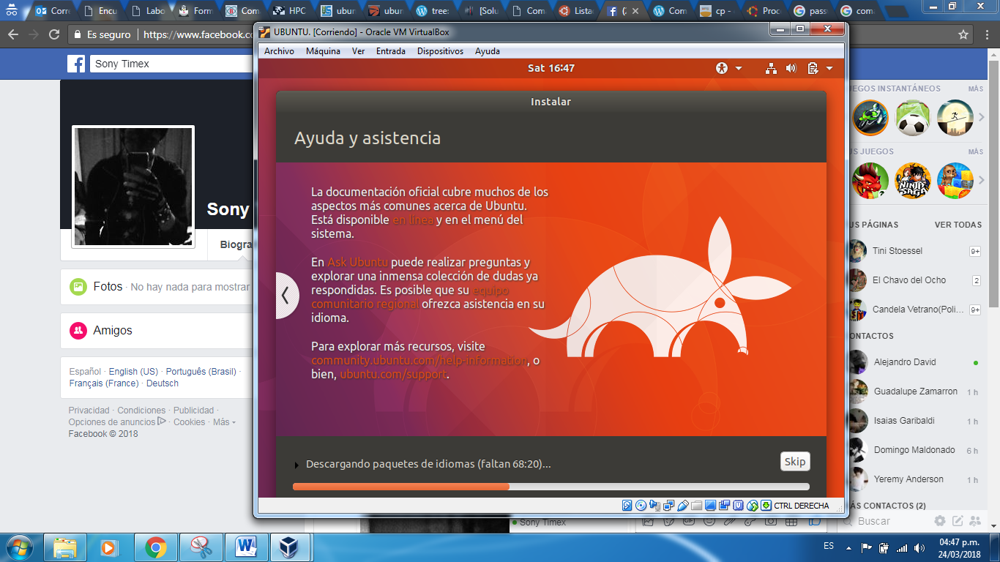 Corre
Encu
Labo
Form
Com
HPC
ubun
ubun
tree:
[Solu
Com
Lista
(2
Com
cp -
Proc
pass
com
Es seguro
https://www.facebook.co
Sony Timex
Sony
Biogra
Fotos · No hay nada para mostrar
Amigos
Español · English (US) · Português (Brasil) ·
Français (France) · Deutsch
Privacidad · Condiciones · Publicidad ·
Opciones de anuncios · Cookies · Más
Facebook © 2018
UBUNTU. [Corriendo] - Oracle VM VirtualBox
Archivo Máquina Ver Entrada Dispositivos Ayuda
Sat 16:47
Instalar
Ayuda y asistencia
La documentación oficial cubre muchos de los
aspectos más comunes acerca de Ubuntu.
Está disponible en línea y en el menú del
sistema.
En Ask Ubuntu puede realizar preguntas y
explorar una inmensa colección de dudas ya
respondidas. Es posible que su equipo
comunitario regional ofrezca asistencia en su
idioma.
Para explorar más recursos, visite
community.ubuntu.com/help-information, o
bien, ubuntu.com/support.
Descargando paquetes de idiomas (faltan 68:20)...
Skip
CTRL DERECHA
UEGOS INSTANTÁNEOS MÁS
US JUEGOS MÁS
NINJA SAGA
US PÁGINAS VER TODAS
Tini Stoessel 9+
El Chavo del Ocho 2
Candela Vetrano(Poli... 9+
ONTACTOS
Alejandro David
Guadalupe Zamarron 1 h
Isaias Garibaldi 1 h
Domingo Maldonado 6 h
Yeremy Anderson 1 h
ÁS CONTACTOS (2)
Buscar
Sony Timex
GIF
ES
04:47 p.m.
24/03/2018